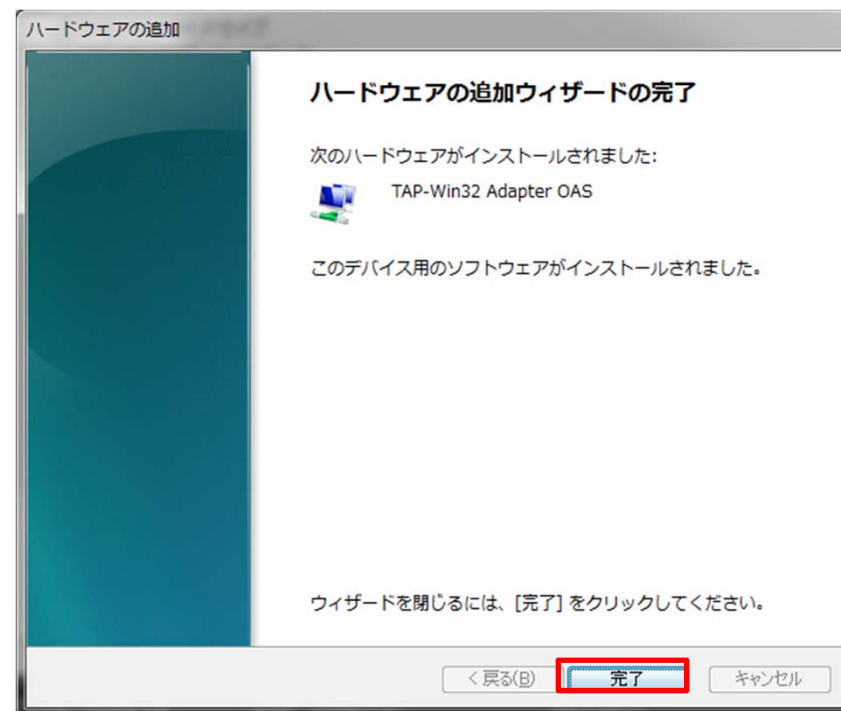 ハードウェアの追加
ハードウェアの追加ウィザードの完了
次のハードウェアがインストールされました:
TAP-Win32 Adapter OAS
このデバイス用のソフトウェアがインストールされました。
ウィザードを閉じるには、[完了] をクリックしてください。
< 戻る(B) 完了 キャンセル